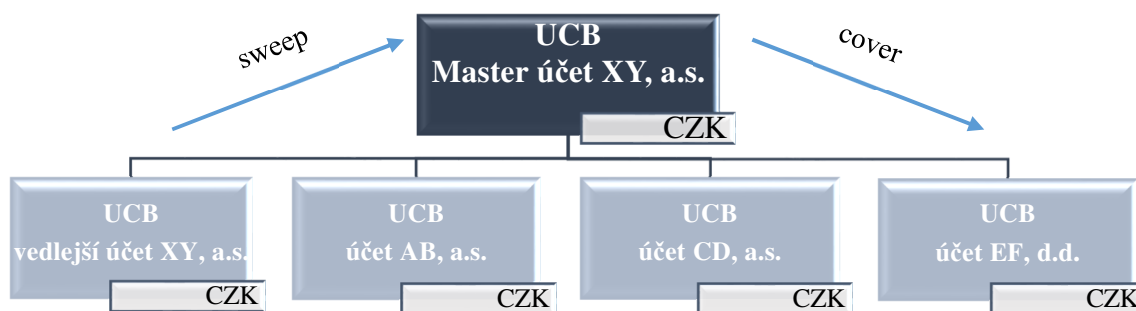 sweep
UCB
Master účet XY, a.s.
CZK
cover
UCB
vedlejší účet XY, a.s.
CZK
UCB
účet AB, a.s.
CZK
UCB
účet CD, a.s.
CZK
UCB
účet EF, d.d.
CZK